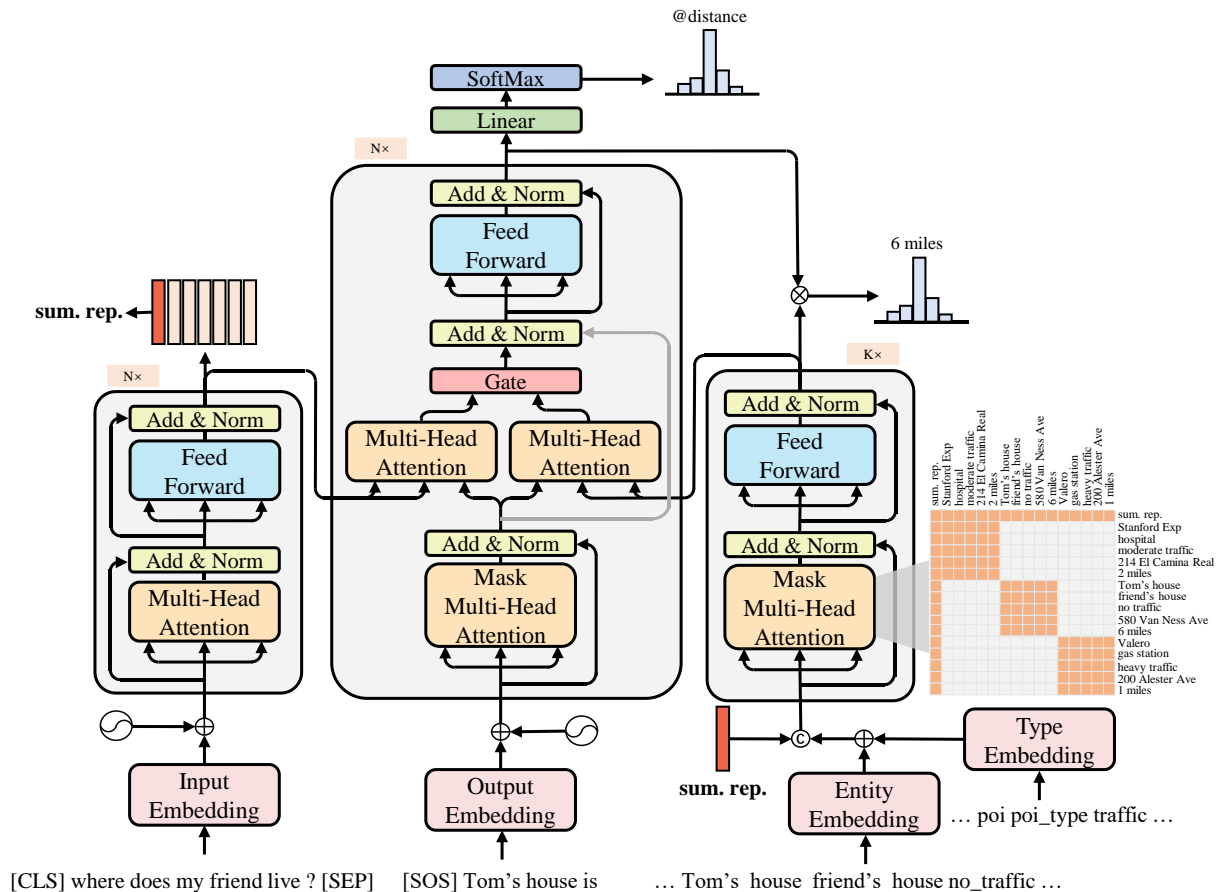 @distance
SoftMax
Linear
N×
Add & Norm
Feed
Forward
6 miles
Add & Norm
sum. rep.
Gate
K×
N×
Add & Norm
Multi-Head
Attention
Multi-Head
Attention
Add & Norm
Feed
Forward
Feed
Forward
sum. rep.
Stanford Exp
hospital
moderate traffic
214 El Camina Real
2 miles
Tom's house
friend's house
no traffic
580 Van Ness Ave
6 miles
Valero
gas station
heavy traffic
200 Alester Ave
1 miles
sum. rep.
Stanford Exp
hospital
moderate traffic
214 El Camina Real
2 miles
Tom's house
friend's house
no traffic
580 Van Ness Ave
6 miles
Valero
gas station
heavy traffic
200 Alester Ave
1 miles
Add & Norm
Multi-Head
Attention
Add & Norm
Mask
Multi-Head
Attention
Add & Norm
Mask
Multi-Head
Attention
C
Type
Embedding
sum. rep.
Input
Embedding
Output
Embedding
Entity
Embedding
... poi poi_type traffic ...
[CLS] where does my friend live ? [SEP]
[SOS] Tom's house is
... Tom's_house friend's_house no_traffic ...